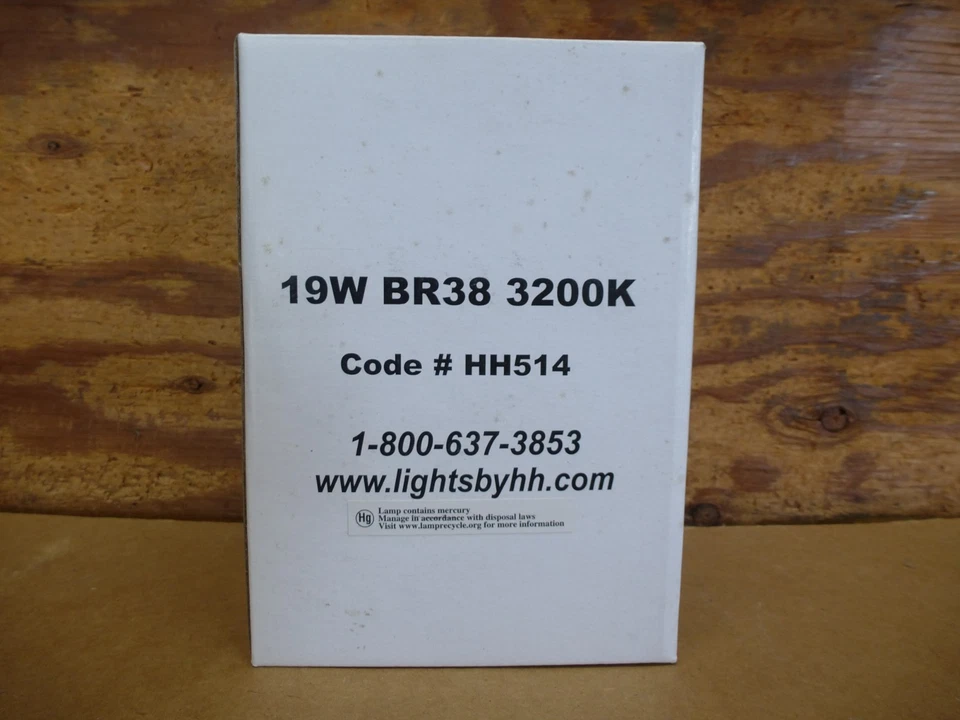 19W BR38 3200K
Code # HH514
1-800-637-3853
www.lightsbyhh.com
Hg
Lamp contains mercury
Manage in accordance with disposal laws
Visit www.lamprecycle.org for more information